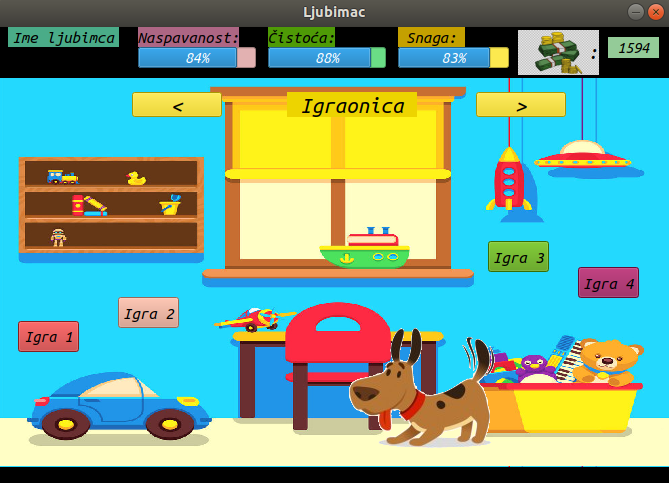 Ljubimac
Ime ljubimca
Naspavanost:
84%
Čistoća:
88%
Snaga:
83%
:
1594
<
Igraonica
>
Igra 3
Igra 4
Igra 2
Igra 1